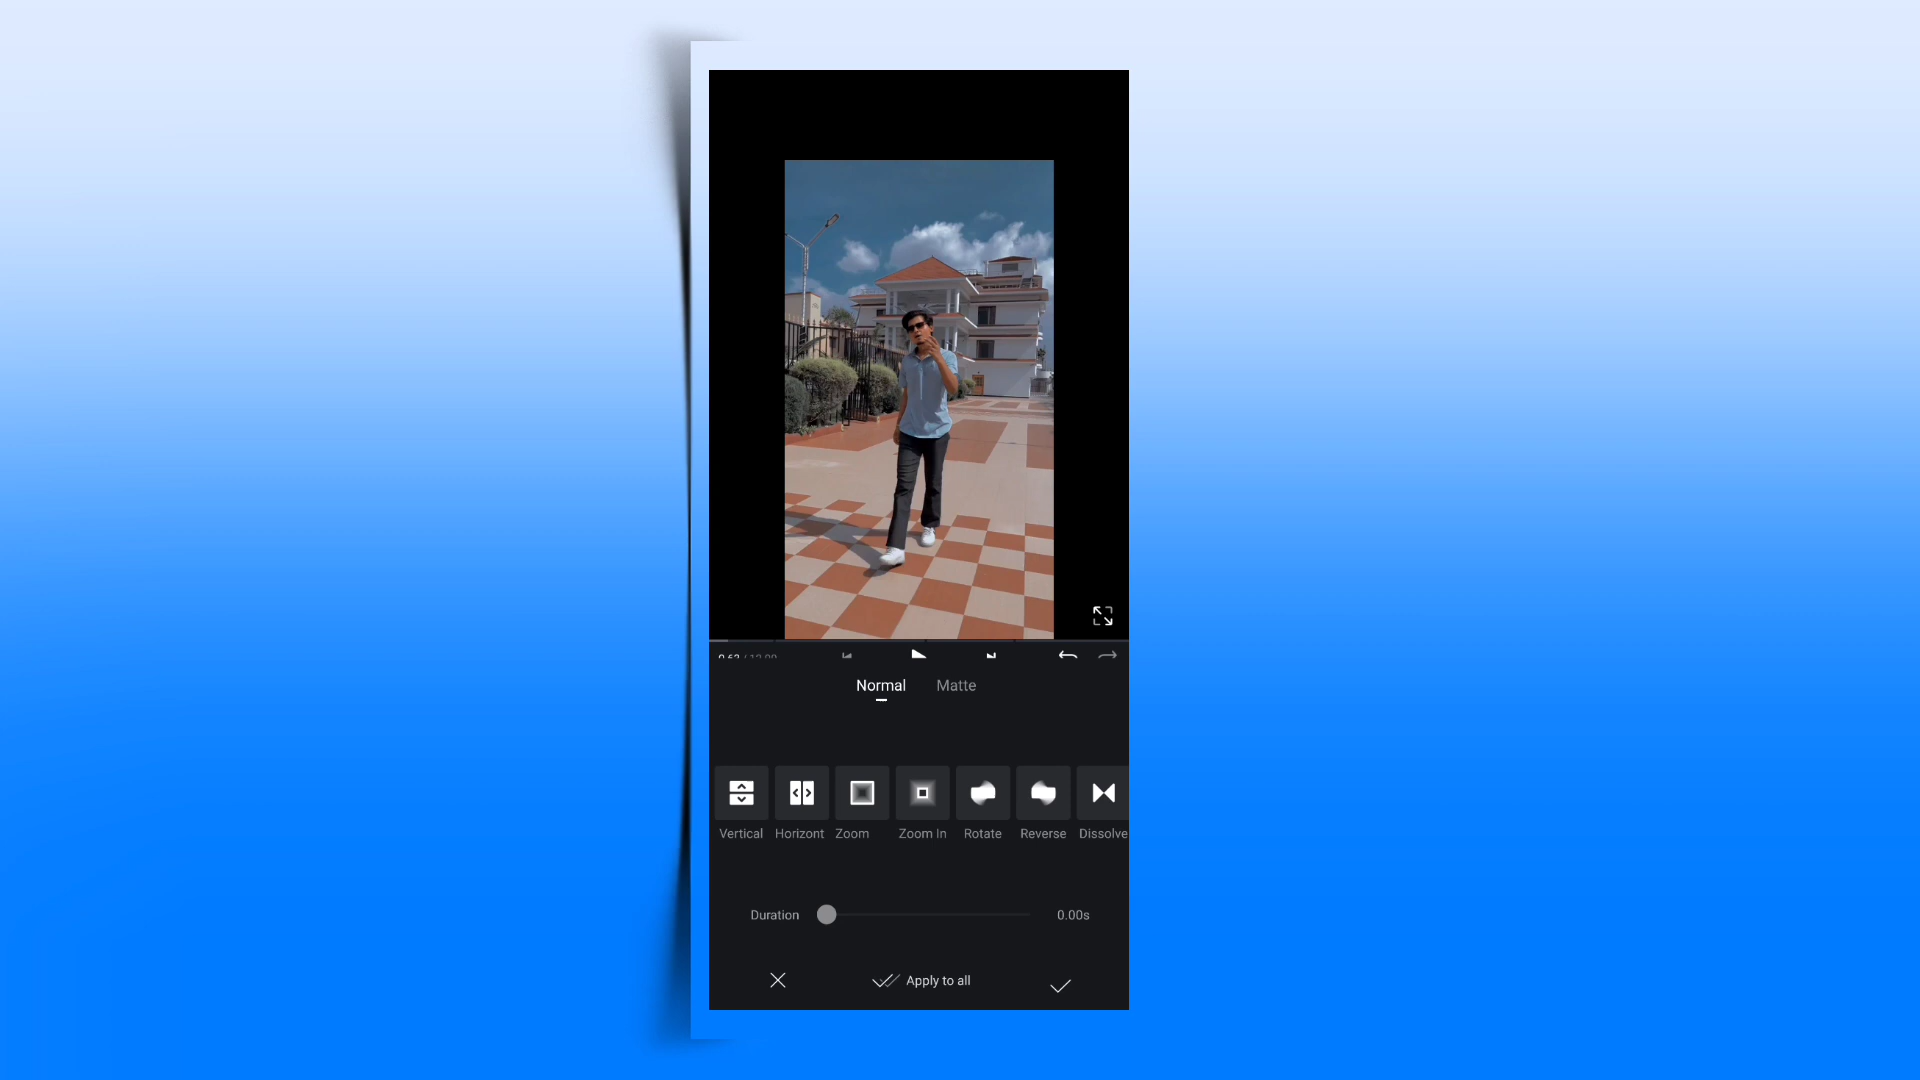 Normal Matte
Vertical Horizont Zoom Zoom In Rotate Reverse Dissolve
Duration 0.00s
Apply to all